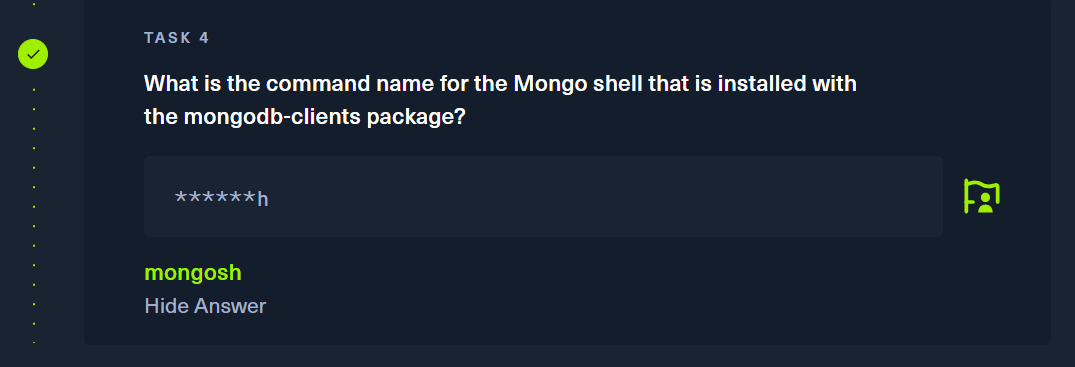 TASK 4
What is the command name for the Mongo shell that is installed with
the mongodb-clients package?
******h
mongosh
Hide Answer